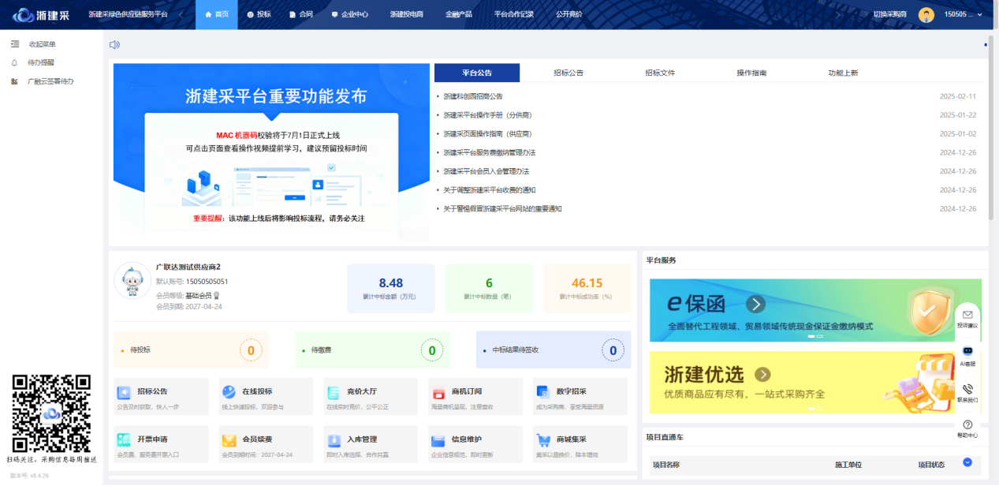 浙建采 浙建采绿色供应链服务平台 首页 投标 合同 企业中心 浙建投电商 金融产品 平台合作记录 公开竞价 切换采购商 150505 ...
收起菜单
待办提醒
广融云签署待办
浙建采平台重要功能发布
MAC 机器码校验将于7月1日正式上线
可点击页面查看操作视频提前学习，建议预留投标时间
重要提醒：该功能上线后将影响投标流程，请务必关注
平台公告 招标公告 招标文件 操作指南 功能上新
浙建科创园招商公告 2025-02-11
浙建采平台操作手册（分供商） 2025-01-22
浙建采页面操作指南（供应商） 2025-01-02
浙建采平台服务费缴纳管理办法 2024-12-26
浙建采平台会员入会管理办法 2024-12-26
关于调整浙建采平台收费的通知 2024-12-26
关于警惕假冒浙建采平台网站的重要通知 2024-12-26
广联达测试供应商2
默认账号: 15050505051
会员等级: 基础会员
会员到期: 2027-04-24
8.48
累计中标金额（万元）
6
累计中标数量（笔）
46.15
累计中标成功率（%）
待投标 0
待缴费 0
中标结果待签收 0
招标公告
公告及时获取，快人一步
在线投标
线上快速投标，欢迎参与
竞价大厅
在线实时竞价，公平公正
商机订阅
海量商机呈现，注意查收
数字招采
成为采购商，享受海量资源
开票申请
会员费、服务费开票入口
会员续费
会员到期时间：2027-04-24
入库管理
即时入库选择，合作共赢
信息维护
企业信息规范，即时更新
商城集采
集采以量换价，降本增效
平台服务
e保函
全面替代工程领域、贸易领域传统现金保证金缴纳模式
浙建优选
优质商品应有尽有，一站式采购齐全
项目直通车
项目名称 施工单位 项目状态
投诉建议
AI客服
联系我们
帮助中心
扫码关注，采购信息每周推送
版本号: v8.4.26